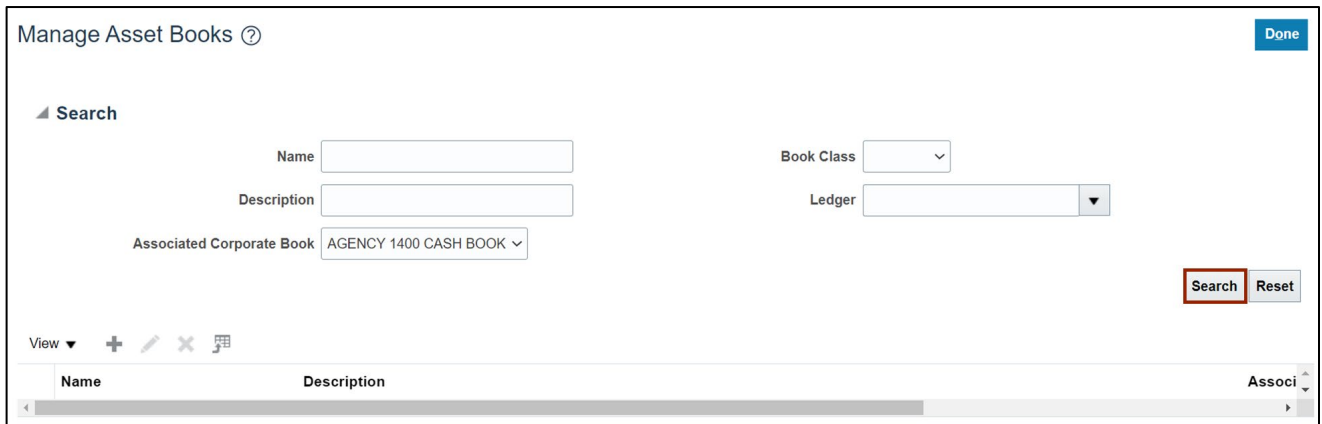 Manage Asset Books ?
Done
Search
Name
Book Class
Description
Ledger
Associated Corporate Book AGENCY 1400 CASH BOOK
Search Reset
View
Name Description Associ